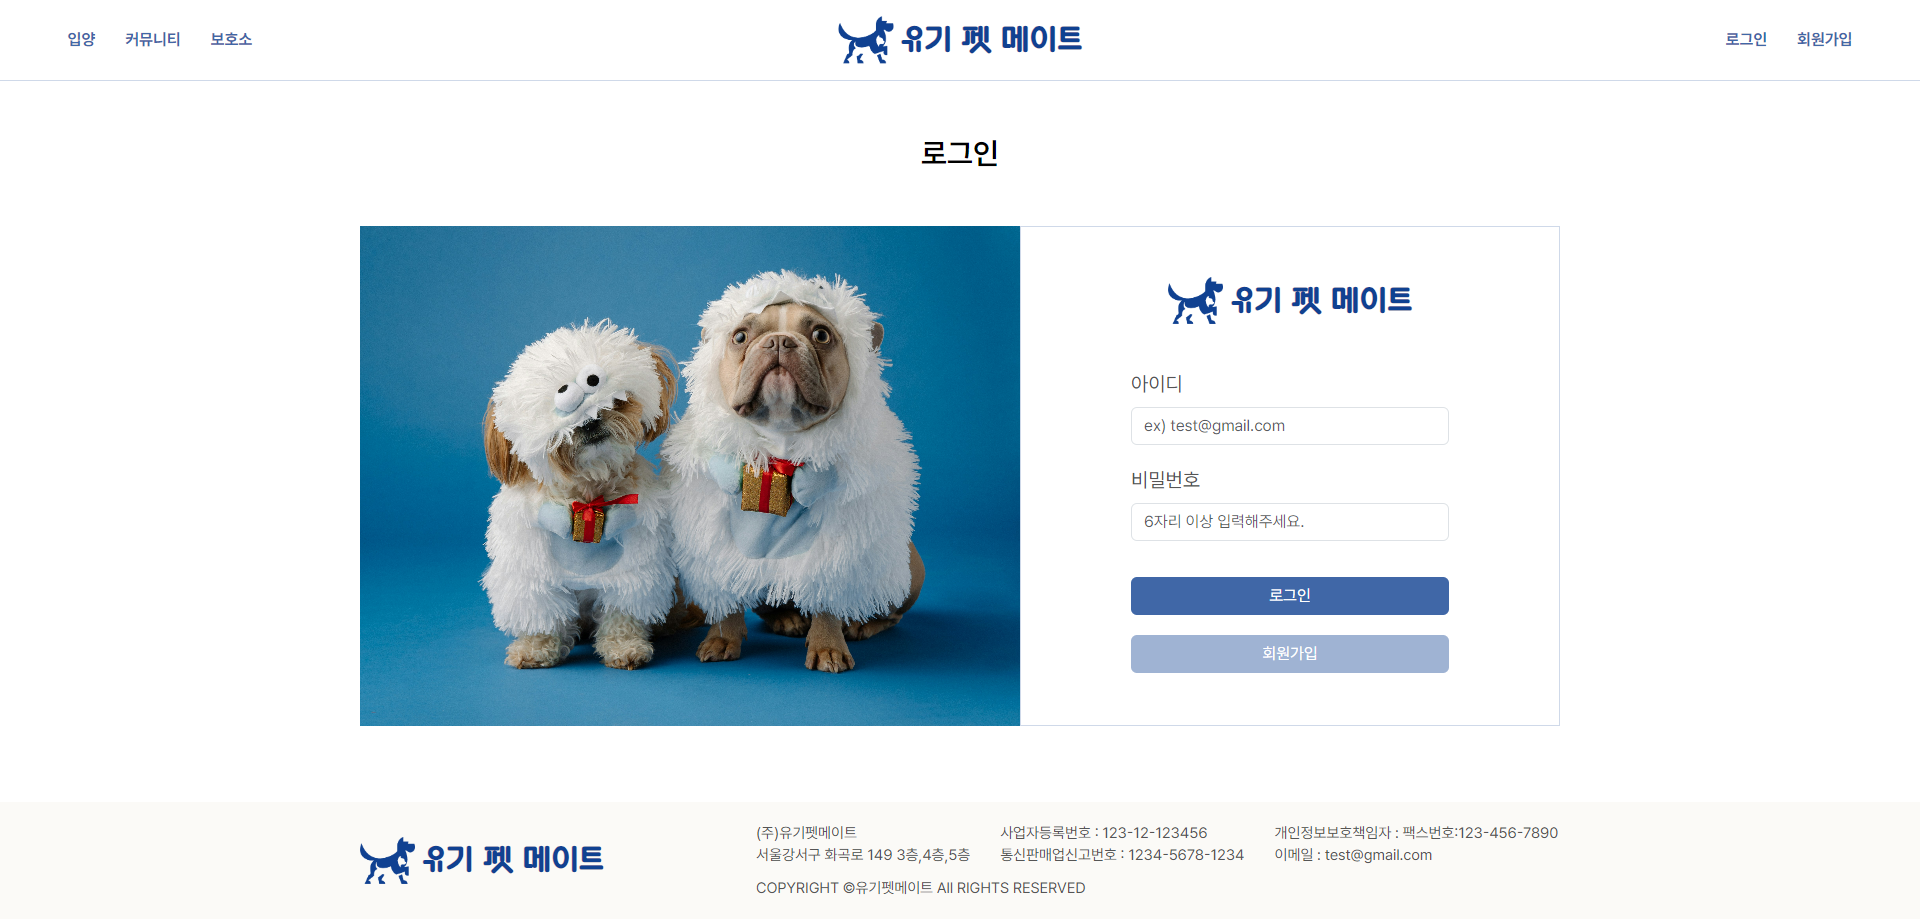 입양 커뮤니티 보호소 유기 펫 메이트 로그인 회원가입
로그인
유기 펫 메이트
아이디
ex) test@gmail.com
비밀번호
6자리 이상 입력해주세요.
로그인
회원가입
유기 펫 메이트
(주)유기펫메이트 사업자등록번호 : 123-12-123456 개인정보보호책임자 : 팩스번호:123-456-7890
서울강서구 화곡로 149 3층,4층,5층 통신판매업신고번호 : 1234-5678-1234 이메일 : test@gmail.com
COPYRIGHT ©유기펫메이트 All RIGHTS RESERVED